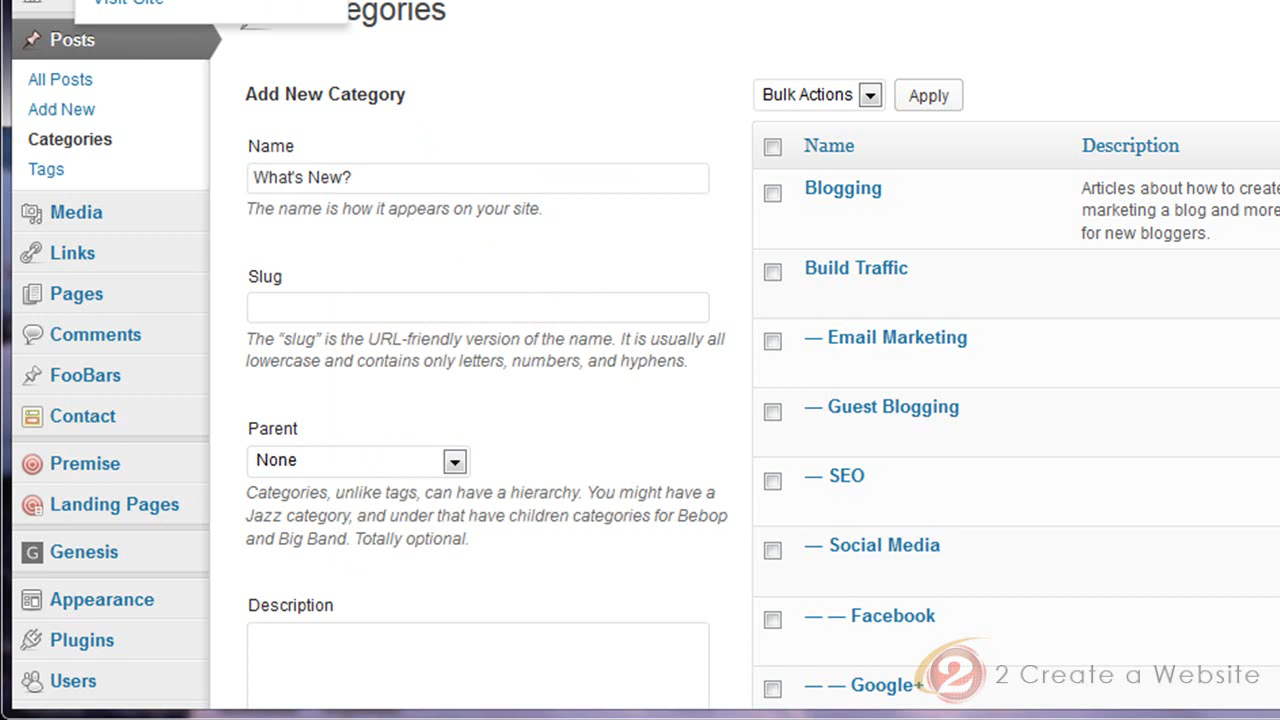 Visit Site
egories
Posts
All Posts
Add New
Categories
Tags
Media
Links
Pages
Comments
FooBars
Contact
Premise
Landing Pages
G Genesis
Appearance
Plugins
Users
Add New Category
Name
What's New?
The name is how it appears on your site.
Slug
The “slug” is the URL-friendly version of the name. It is usually all
lowercase and contains only letters, numbers, and hyphens.
Parent
None
Categories, unlike tags, can have a hierarchy. You might have a
Jazz category, and under that have children categories for Bebop
and Big Band. Totally optional.
Description
Bulk Actions Apply
Name Description
Blogging
Articles about how to create
marketing a blog and more
for new bloggers.
Build Traffic
— Email Marketing
— Guest Blogging
— SEO
— Social Media
— — Facebook
— — Google+
2 2 Create a Website